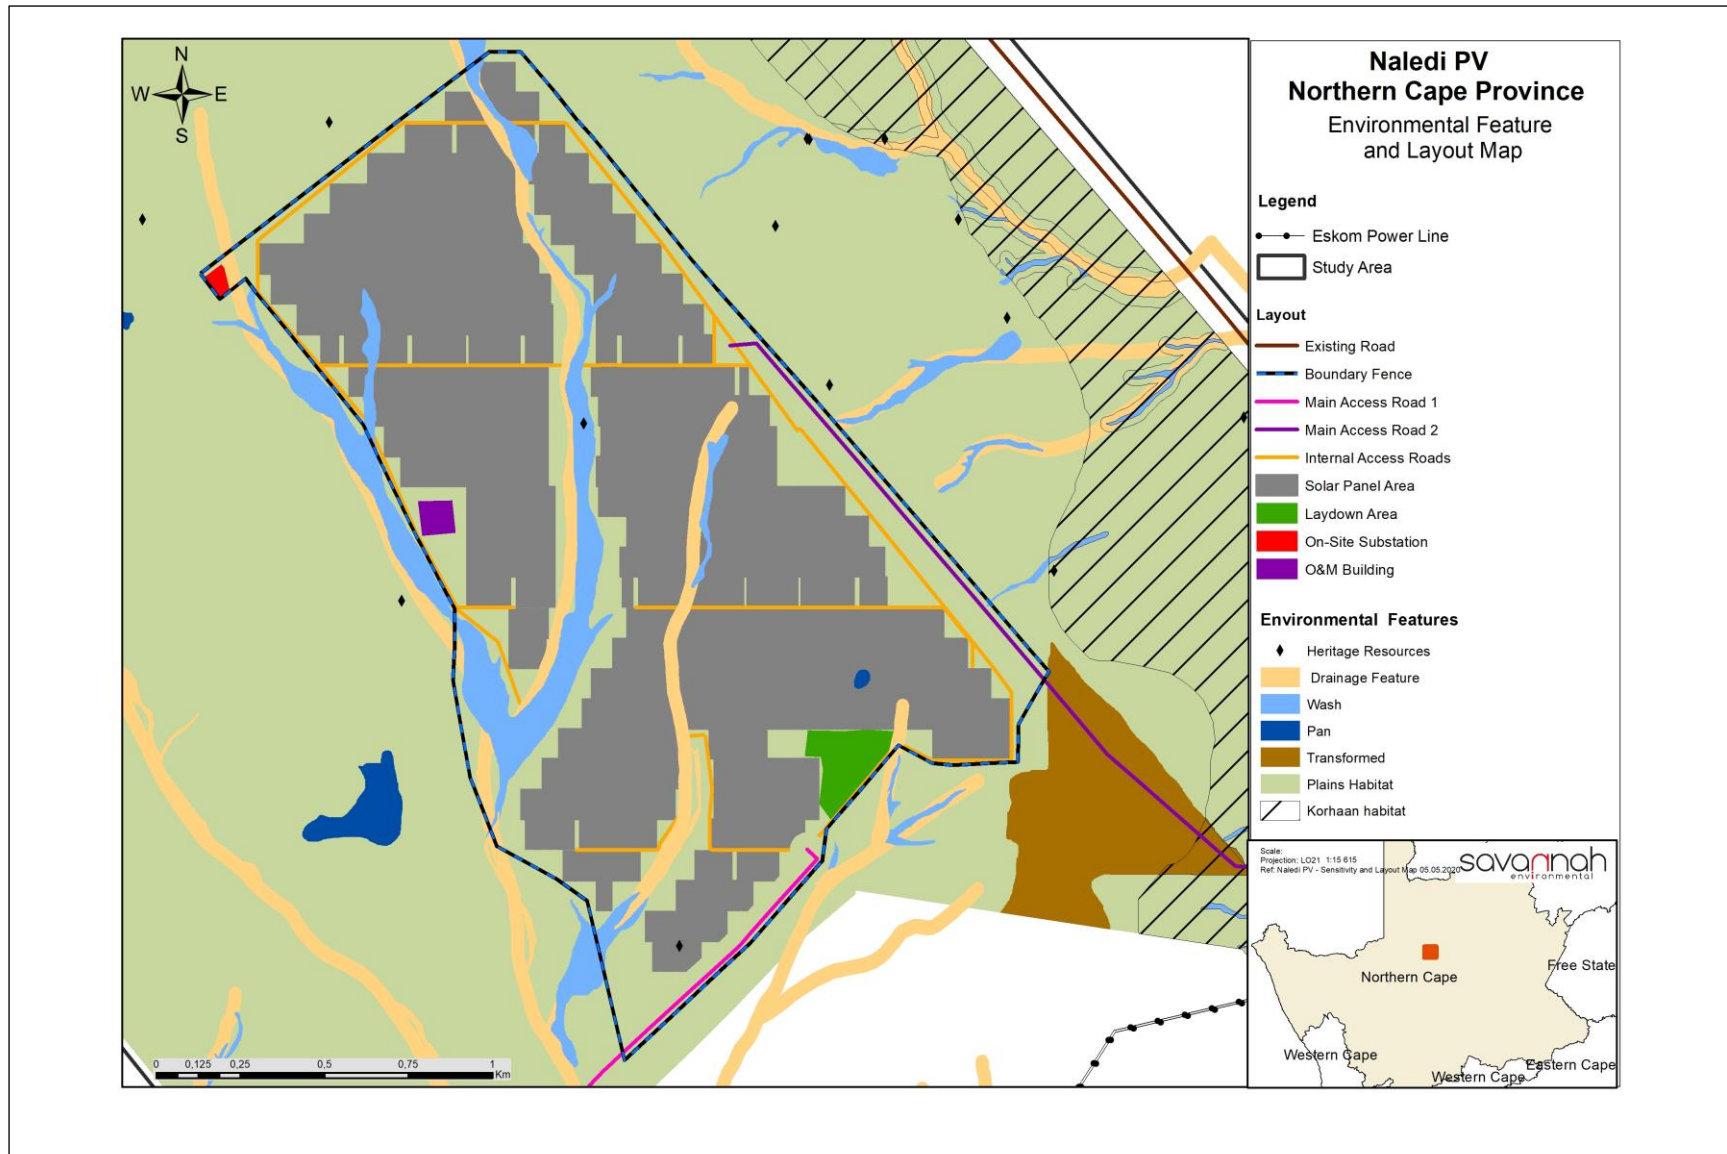 N
W E
S
Naledi PV
Northern Cape Province
Environmental Feature
and Layout Map
Legend
Eskom Power Line
Study Area
Layout
Existing Road
Boundary Fence
Main Access Road 1
Main Access Road 2
Internal Access Roads
Solar Panel Area
Laydown Area
On-Site Substation
O&M Building
Environmental Features
Heritage Resources
Drainage Feature
Wash
Pan
Transformed
Plains Habitat
Korhaan habitat
Scale:
Projection: LO21 1:15 615
Ref: Naledi PV - Sensitivity and Layout Map 05.05.2020
savannah
environmental
Northern Cape
Free State
Western Cape
Eastern Cape
Western Cape
0 0,125 0,25 0,5 0,75 1
Km